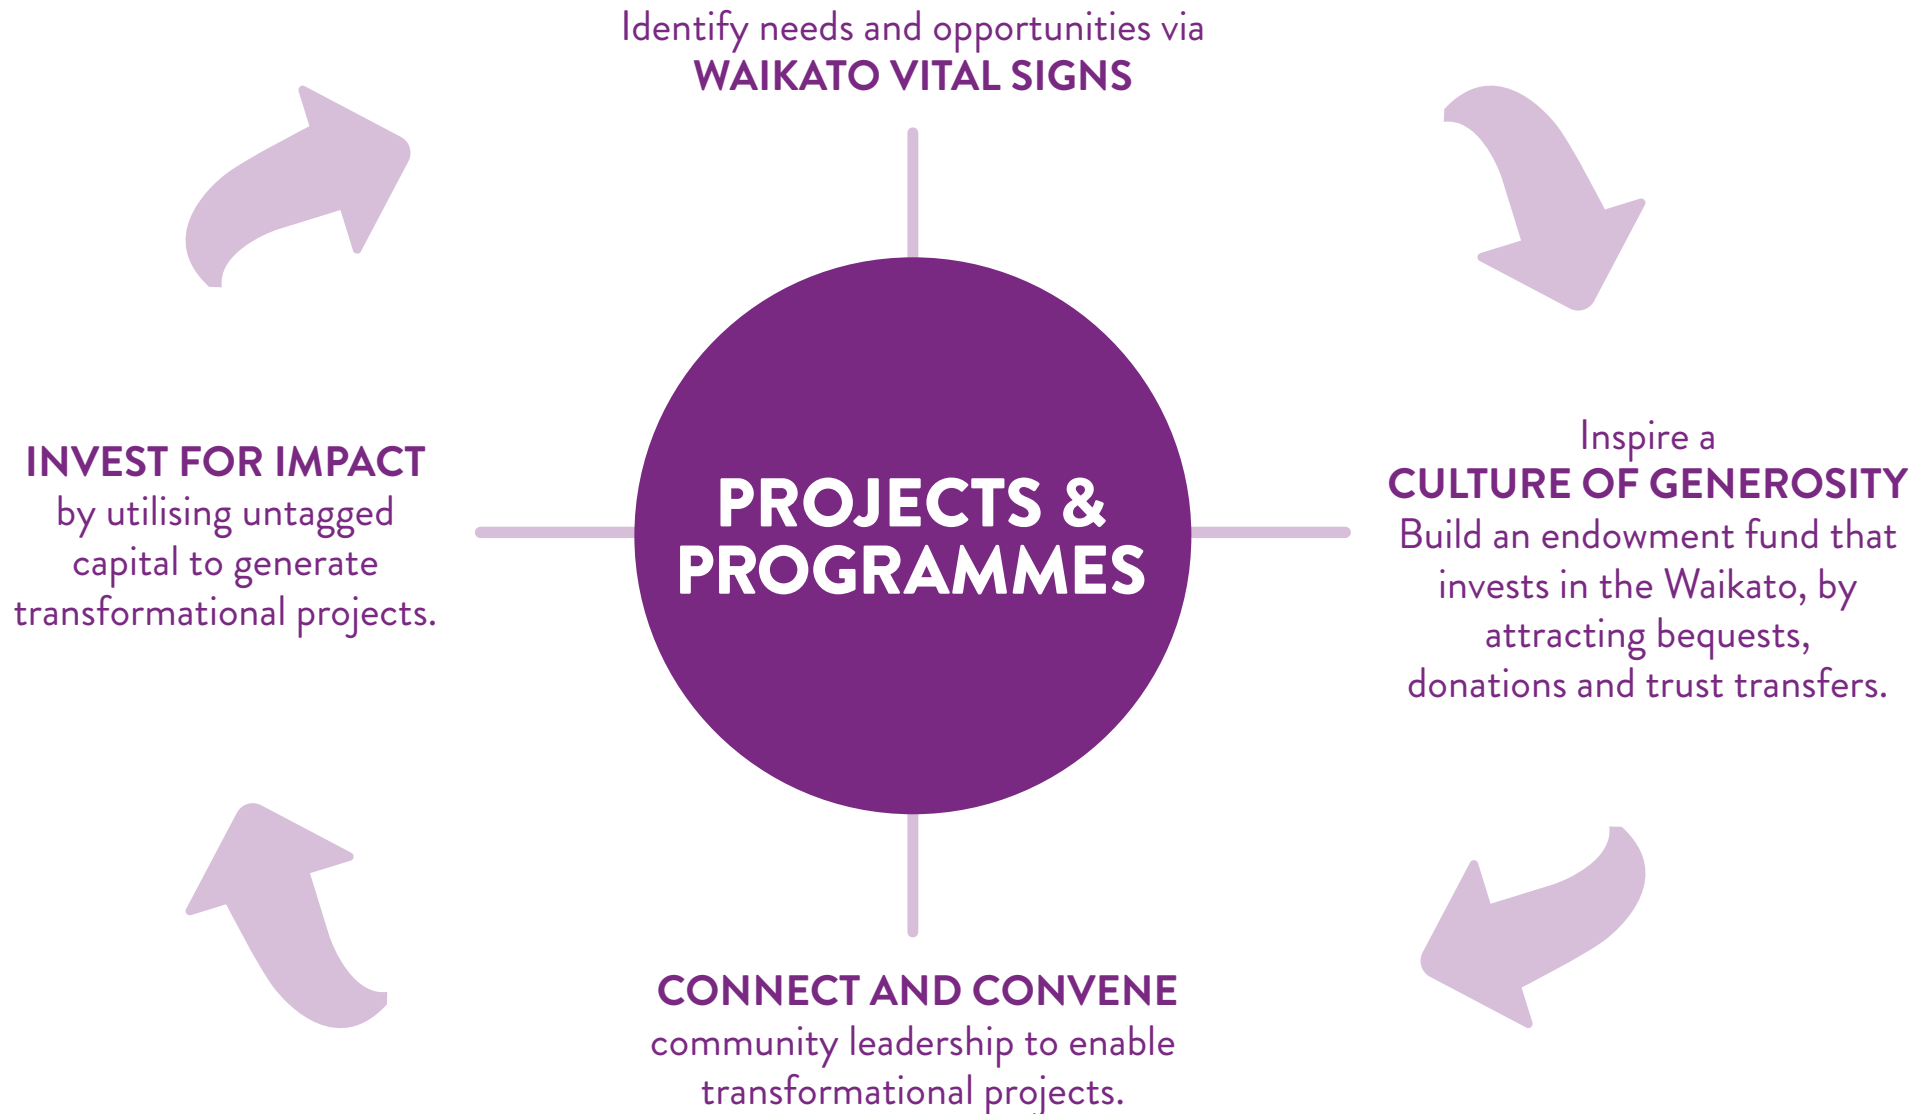 Identify needs and opportunities via
WAIKATO VITAL SIGNS
INVEST FOR IMPACT
by utilising untagged
capital to generate
transformational projects.
PROJECTS &
PROGRAMMES
Inspire a
CULTURE OF GENEROSITY
Build an endowment fund that
invests in the Waikato, by
attracting bequests,
donations and trust transfers.
CONNECT AND CONVENE
community leadership to enable
transformational projects.